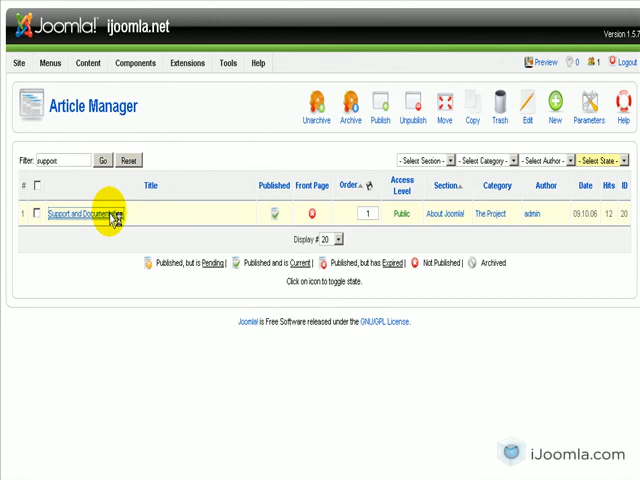 Joomla! ijoomla.net
Version 1.5.7
Site Menus Content Components Extensions Tools Help Preview 0 1 Logout
Article Manager
Unarchive Archive Publish Unpublish Move Copy Trash Edit New Parameters Help
Filter: support Go Reset - Select Section - - Select Category - - Select Author - - Select State -
# Title Published Front Page Order Access Level Section Category Author Date Hits ID
1 Support and Docume 1 Public About Joomla! The Project admin 09.10.06 12 20
Display # 20
Published, but is Pending | Published and is Current | Published, but has Expired | Not Published | Archived
Click on icon to toggle state.
Joomla! is Free Software released under the GNU/GPL License.
iJoomla.com